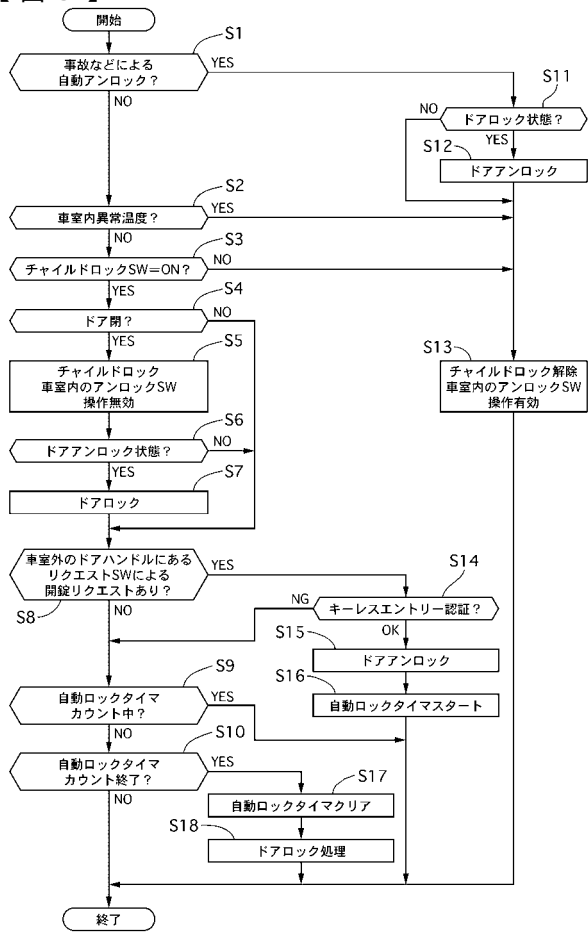 開始
S1
事故などによる
自動アンロック？
YES
NO
S11
ドアロック状態？
NO
YES
S12
ドアアンロック
S2
車室内異常温度？
YES
NO
S3
チャイルドロックSW＝ON？
NO
YES
S4
ドア閉？
NO
YES
S5
チャイルドロック
車室内のアンロックSW
操作無効
S13
チャイルドロック解除
車室内のアンロックSW
操作有効
S6
ドアアンロック状態？
NO
YES
S7
ドアロック
車室外のドアハンドルにある
リクエストSWによる
開錠リクエストあり？
YES
S8
NO
S14
キーレスエントリー認証？
NG
OK
S15
ドアアンロック
S16
自動ロックタイマスタート
S9
自動ロックタイマ
カウント中？
YES
NO
S10
自動ロックタイマ
カウント終了？
YES
NO
S17
自動ロックタイマクリア
S18
ドアロック処理
終了